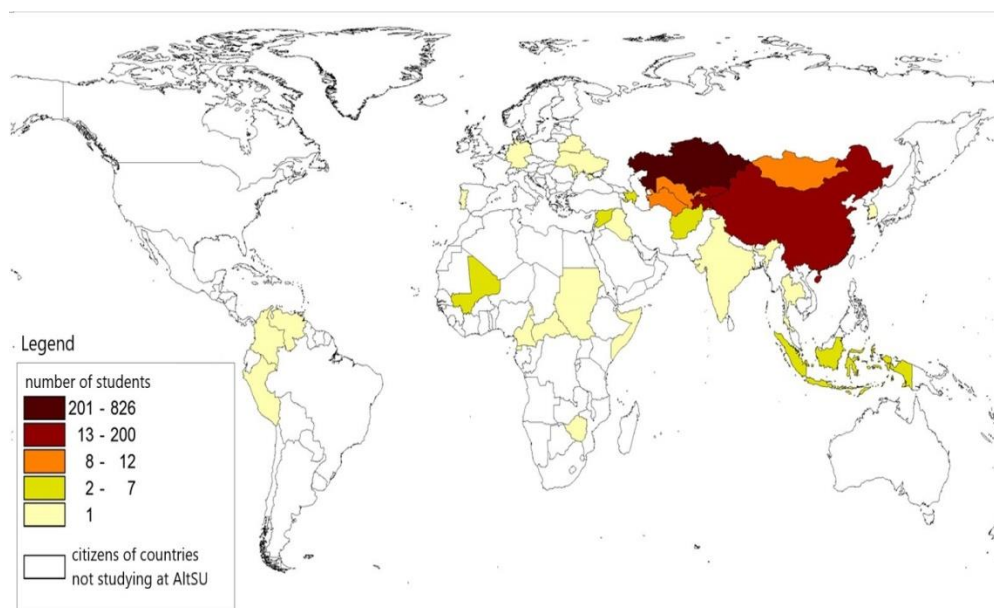 Legend
number of students
201 - 826
13 - 200
8 - 12
2 - 7
1
citizens of countries
not studying at AltSU